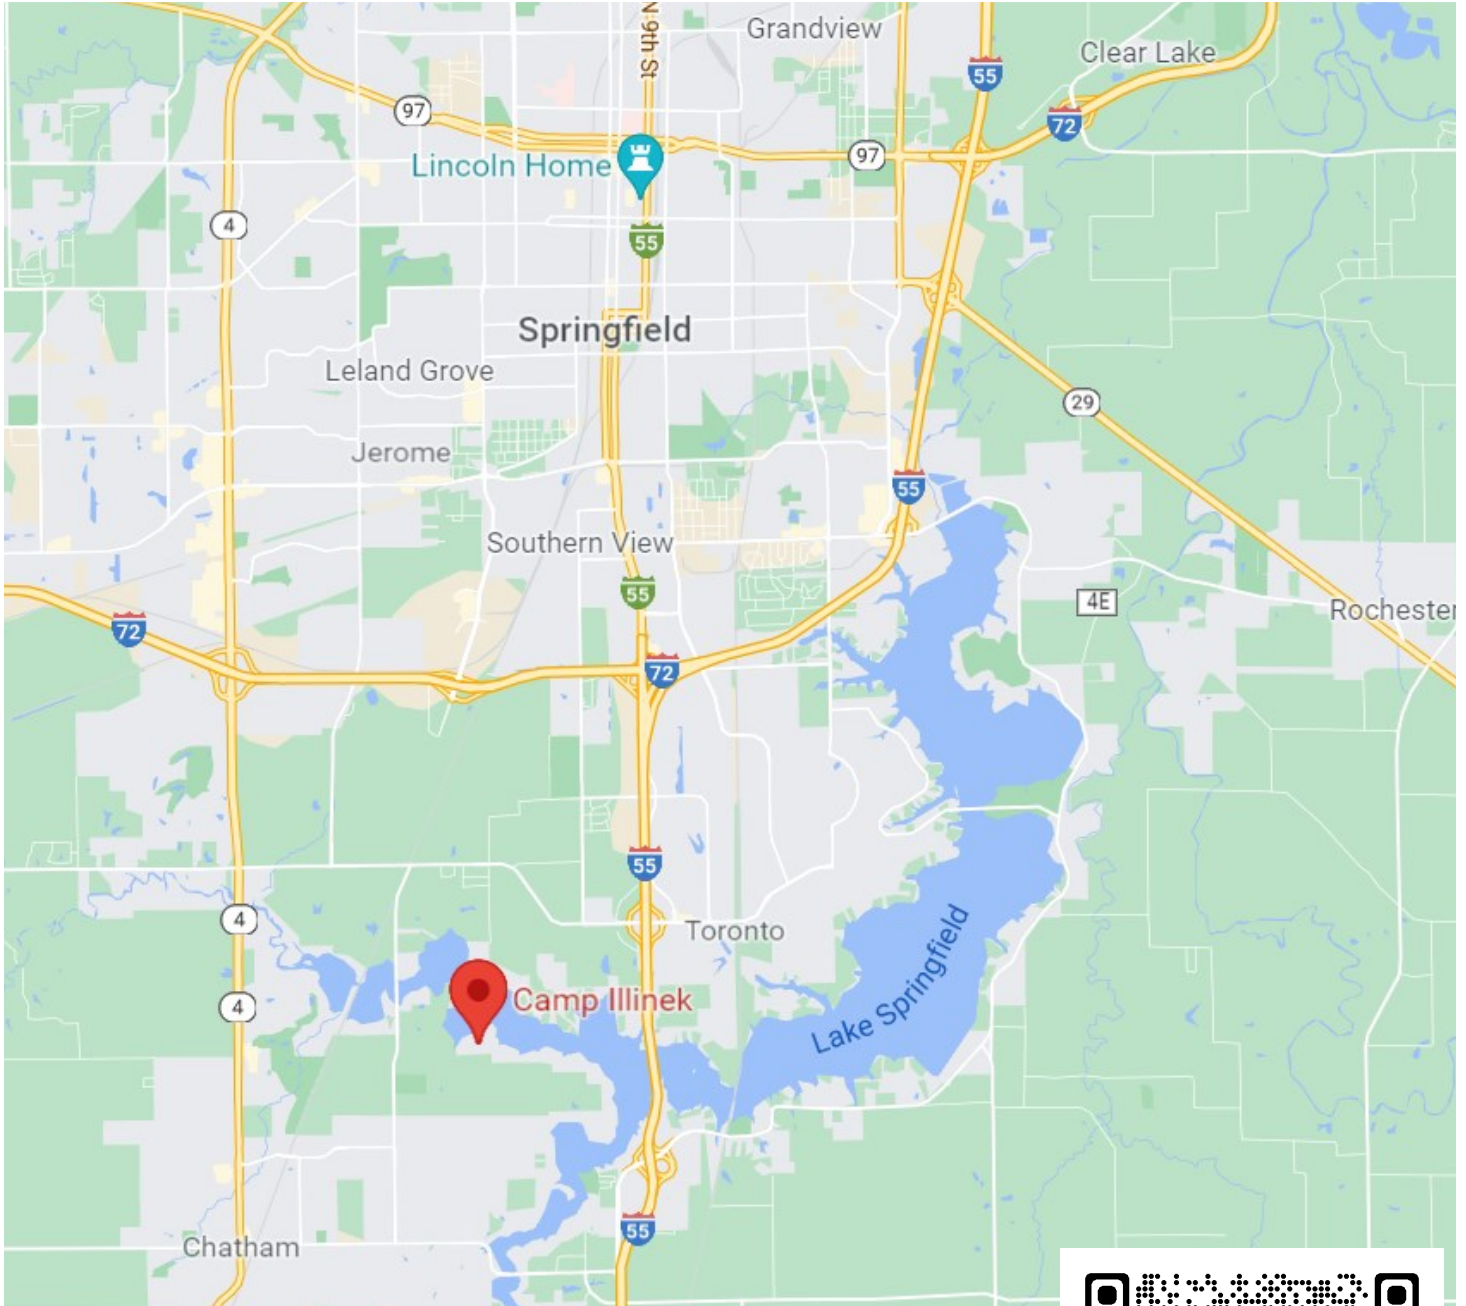 N 9th St
Grandview
Clear Lake
55
72
97
97
Lincoln Home
4
55
Springfield
Leland Grove
29
Jerome
55
Southern View
55
4E
Rochester
72
72
55
4
Toronto
Lake Springfield
4
Camp Illinek
55
Chatham